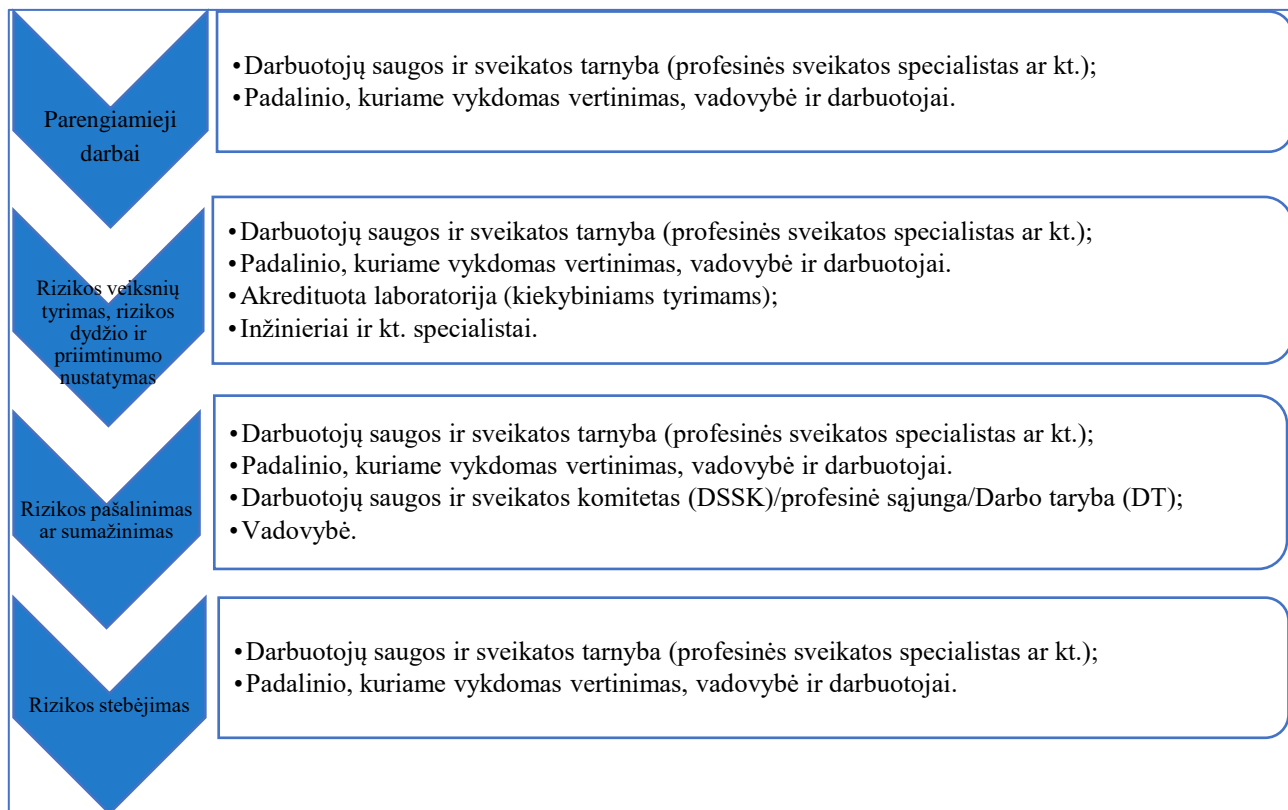 Parengiamieji
darbai
•Darbuotojų saugos ir sveikatos tarnyba (profesinės sveikatos specialistas ar kt.);
•Padalinio, kuriame vykdomas vertinimas, vadovybė ir darbuotojai.
Rizikos veiksnių
tyrimas, rizikos
dydžio ir
priimtinumo
nustatymas
•Darbuotojų saugos ir sveikatos tarnyba (profesinės sveikatos specialistas ar kt.);
•Padalinio, kuriame vykdomas vertinimas, vadovybė ir darbuotojai.
•Akredituota laboratorija (kiekybiniams tyrimams);
•Inžinieriai ir kt. specialistai.
Rizikos pašalinimas
ar sumažinimas
•Darbuotojų saugos ir sveikatos tarnyba (profesinės sveikatos specialistas ar kt.);
•Padalinio, kuriame vykdomas vertinimas, vadovybė ir darbuotojai.
•Darbuotojų saugos ir sveikatos komitetas (DSSK)/profesinė sąjunga/Darbo taryba (DT);
•Vadovybė.
Rizikos stebėjimas
•Darbuotojų saugos ir sveikatos tarnyba (profesinės sveikatos specialistas ar kt.);
•Padalinio, kuriame vykdomas vertinimas, vadovybė ir darbuotojai.